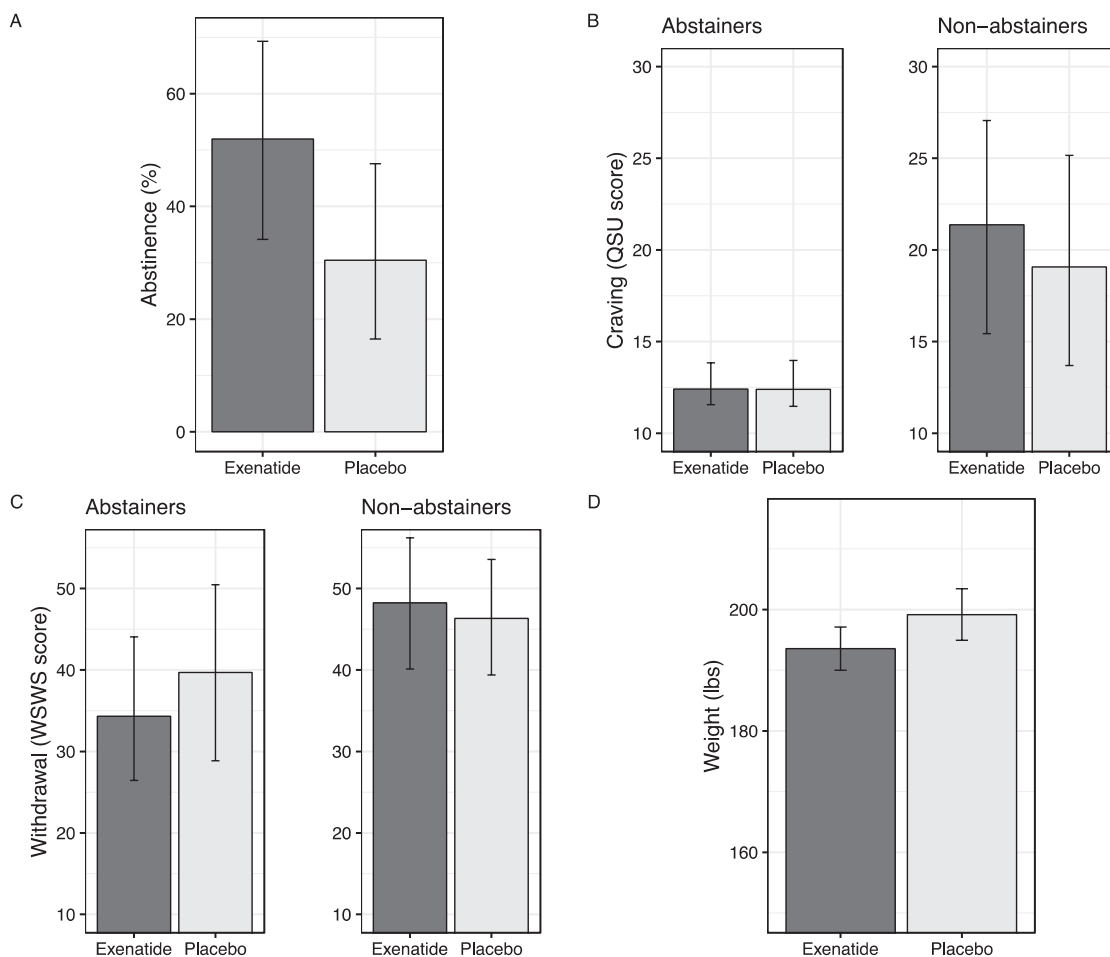 A
Abstinence (%)
60
40
20
0
Exenatide Placebo
B
Abstainers Non−abstainers
Craving (QSU score)
30 30
25 25
20 20
15 15
10 10
Exenatide Placebo Exenatide Placebo
C
Abstainers Non−abstainers
Withdrawal (WSWS score)
50 50
40 40
30 30
20 20
10 10
Exenatide Placebo Exenatide Placebo
D
Weight (lbs)
200
180
160
Exenatide Placebo